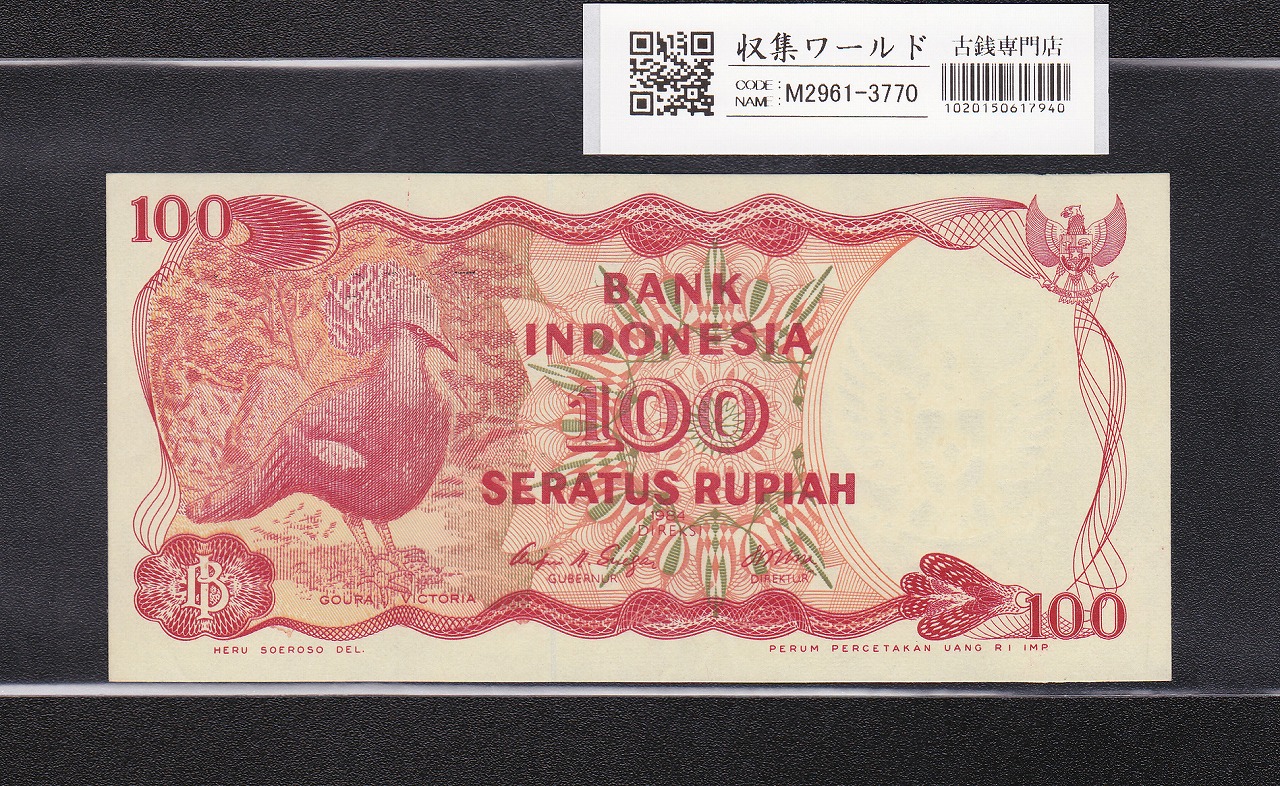 収集ワールド
古銭専門店
CODE:
NAME:
M2961-3770
1020150617940
100
BANK
INDONESIA
100
SERATUS RUPIAH
1984
DIREKSI
GUBERNUR
DIREKTUR
GOURA VICTORIA
100
HERU SOEROSO DEL.
PERUM PERCETAKAN UANG RI IMP.